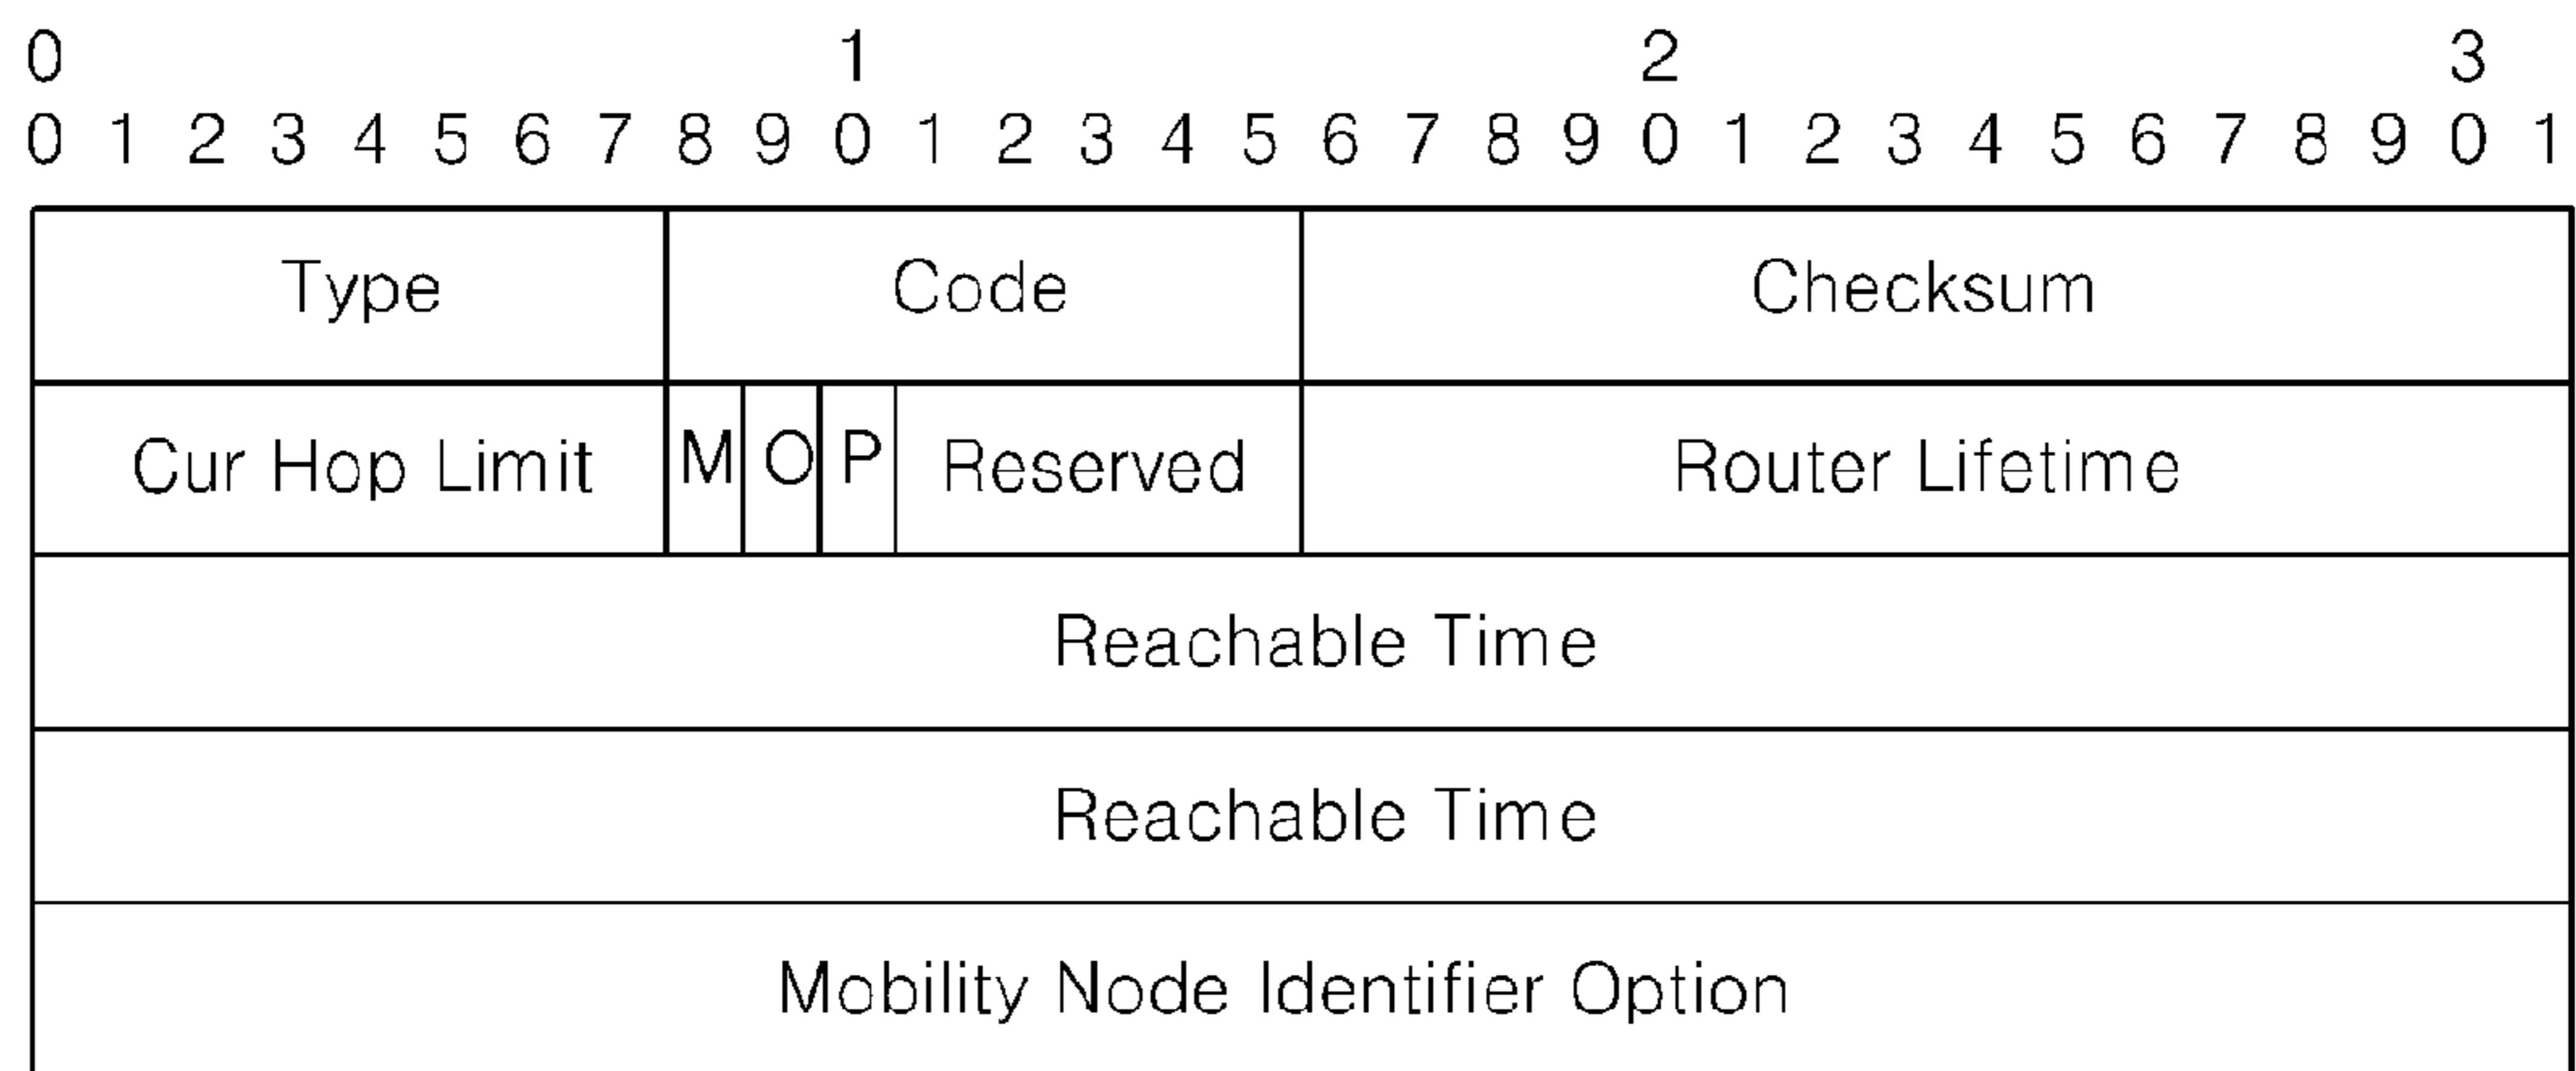 0 1 2 3
0 1 2 3 4 5 6 7 8 9 0 1 2 3 4 5 6 7 8 9 0 1 2 3 4 5 6 7 8 9 0 1
Type Code Checksum
Cur Hop Limit M O P Reserved Router Lifetime
Reachable Time
Reachable Time
Mobility Node Identifier Option